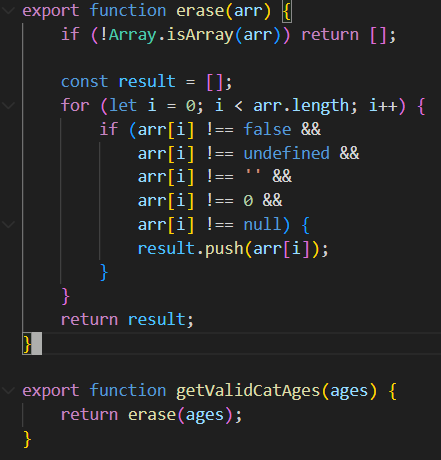 export function erase(arr) {
    if (!Array.isArray(arr)) return [];

    const result = [];
    for (let i = 0; i < arr.length; i++) {
        if (arr[i] !== false &&
            arr[i] !== undefined &&
            arr[i] !== '' &&
            arr[i] !== 0 &&
            arr[i] !== null) {
            result.push(arr[i]);
        }
    }
    return result;
}

export function getValidCatAges(ages) {
    return erase(ages);
}